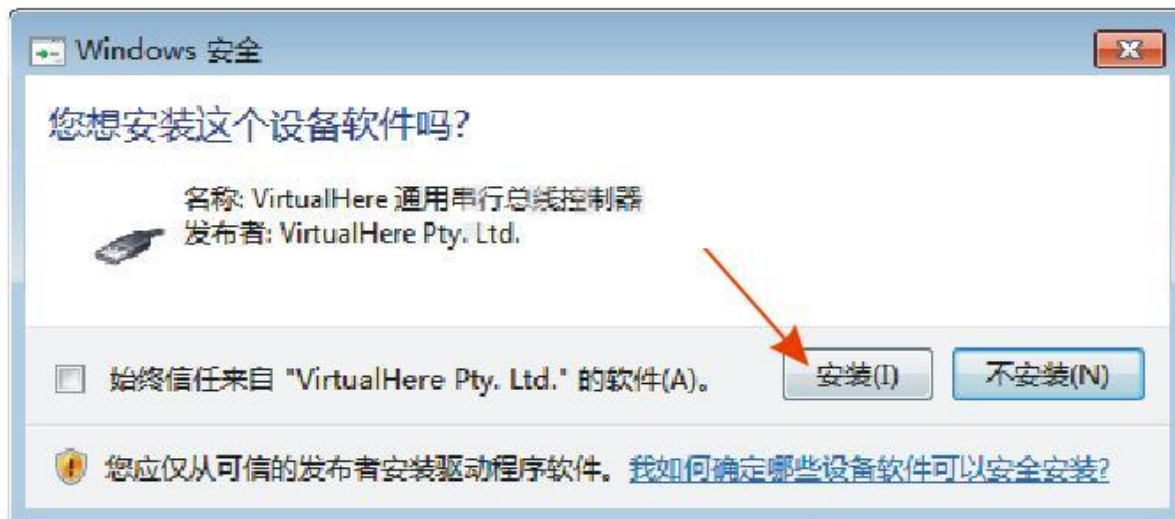 Windows 安全
您想安装这个设备软件吗?
名称: VirtualHere 通用串行总线控制器
发布者: VirtualHere Pty. Ltd.
始终信任来自 "VirtualHere Pty. Ltd." 的软件(A)。
安装(I)
不安装(N)
您应仅从可信的发布者安装驱动程序软件。我如何确定哪些设备软件可以安全安装?